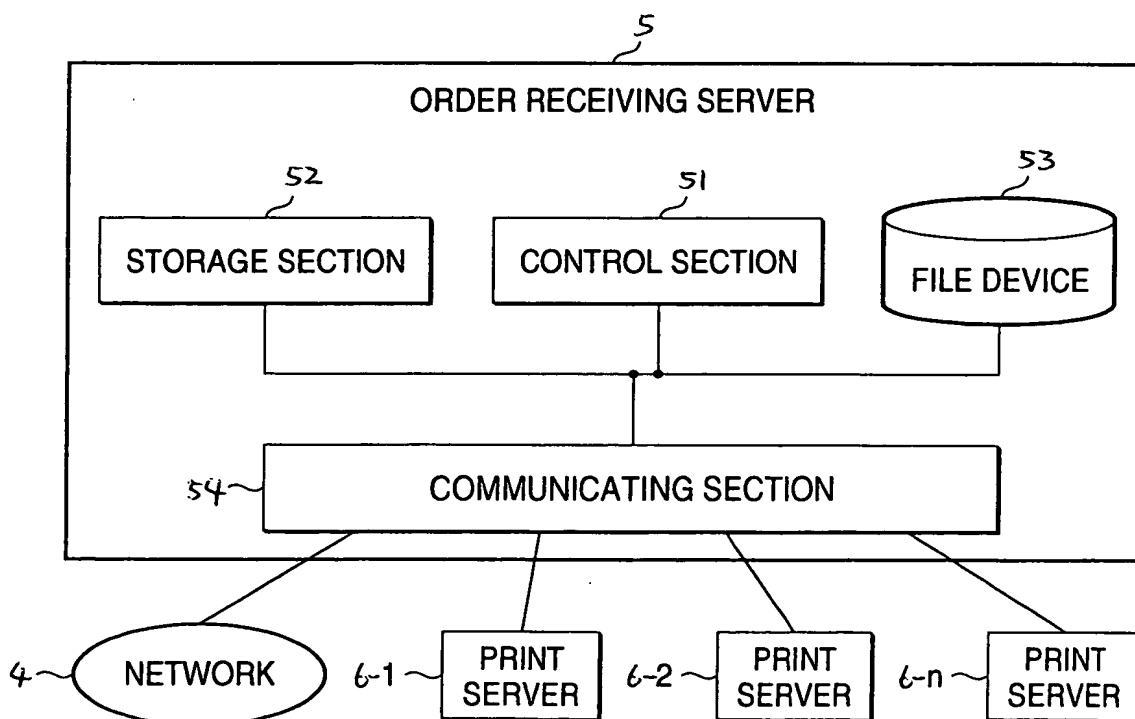 5
ORDER RECEIVING SERVER
52
51
53
STORAGE SECTION
CONTROL SECTION
FILE DEVICE
54
COMMUNICATING SECTION
4
NETWORK
6-1
PRINT
SERVER
6-2
PRINT
SERVER
6-n
PRINT
SERVER